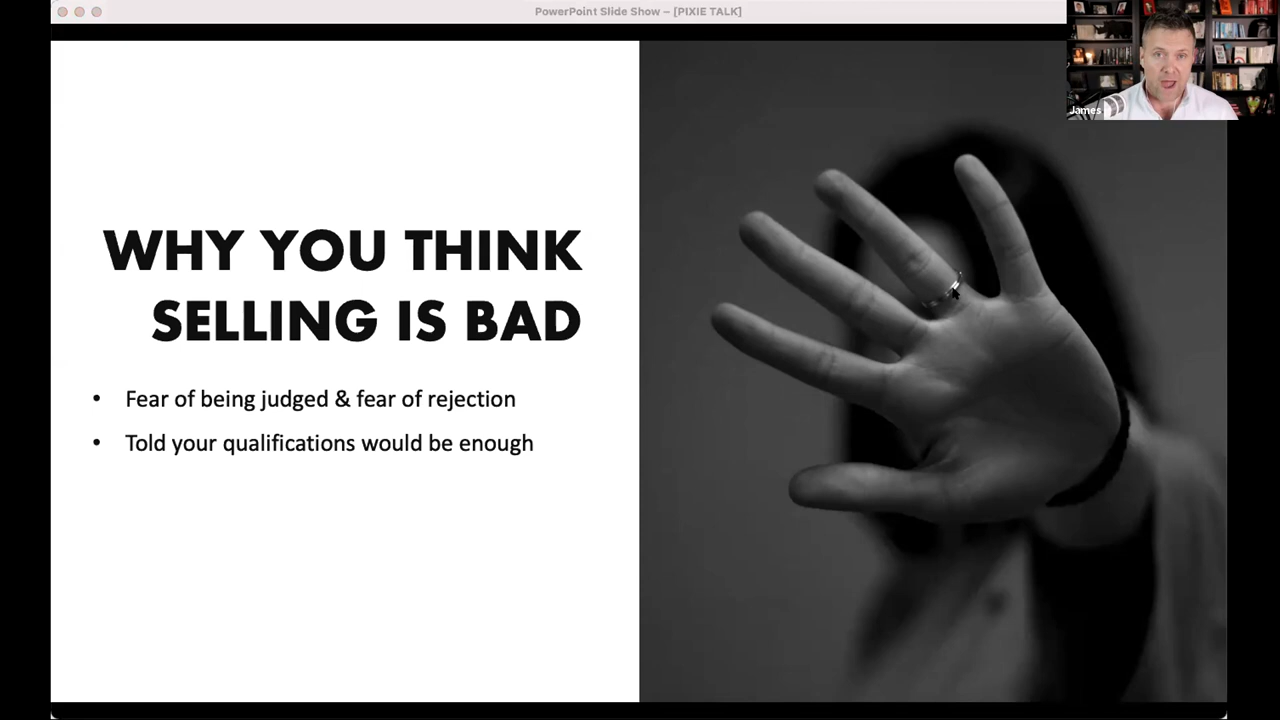 PowerPoint Slide Show – [PIXIE TALK]
James
WHY YOU THINK
SELLING IS BAD
• Fear of being judged & fear of rejection
• Told your qualifications would be enough